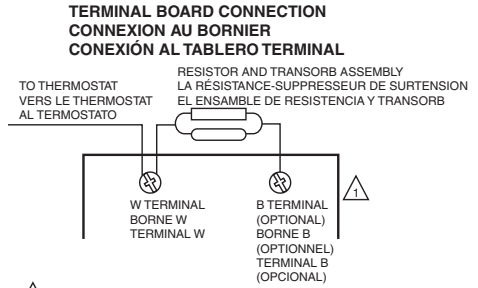 TERMINAL BOARD CONNECTION
CONNEXION AU BORNIER
CONEXIÓN AL TABLERO TERMINAL
RESISTOR AND TRANSORB ASSEMBLY
LA RÉSISTANCE-SUPPRESSEUR DE SURTENSION
EL ENSAMBLE DE RESISTENCIA Y TRANSORB
TO THERMOSTAT
VERS LE THERMOSTAT
AL TERMOSTATO
W TERMINAL
BORNE W
TERMINAL W
B TERMINAL
(OPTIONAL)
BORNE B
(OPTIONNEL)
TERMINAL B
(OPCIONAL)
1